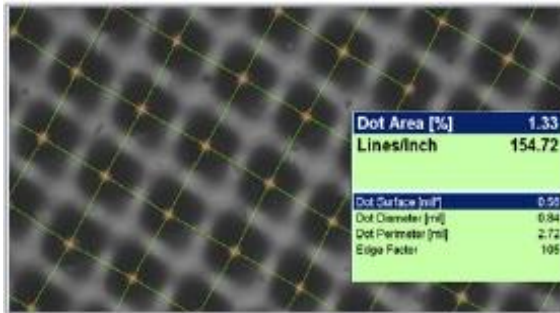 Dot Area [%] 1.33
Lines/Inch 154.72
Dot Surface [mil²] 0.56
Dot Diameter [mil] 0.84
Dot Perimeter [mil] 2.72
Edge Factor 105